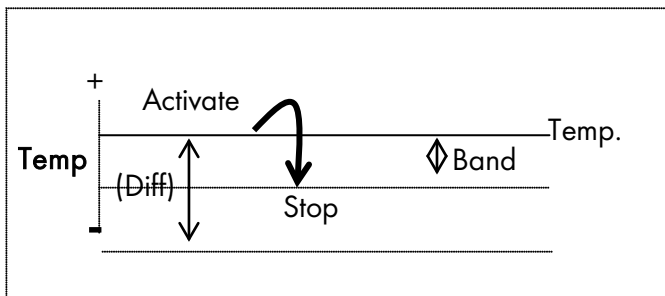 +
Activate
Temp.
Temp
Band
(Diff)
Stop
-